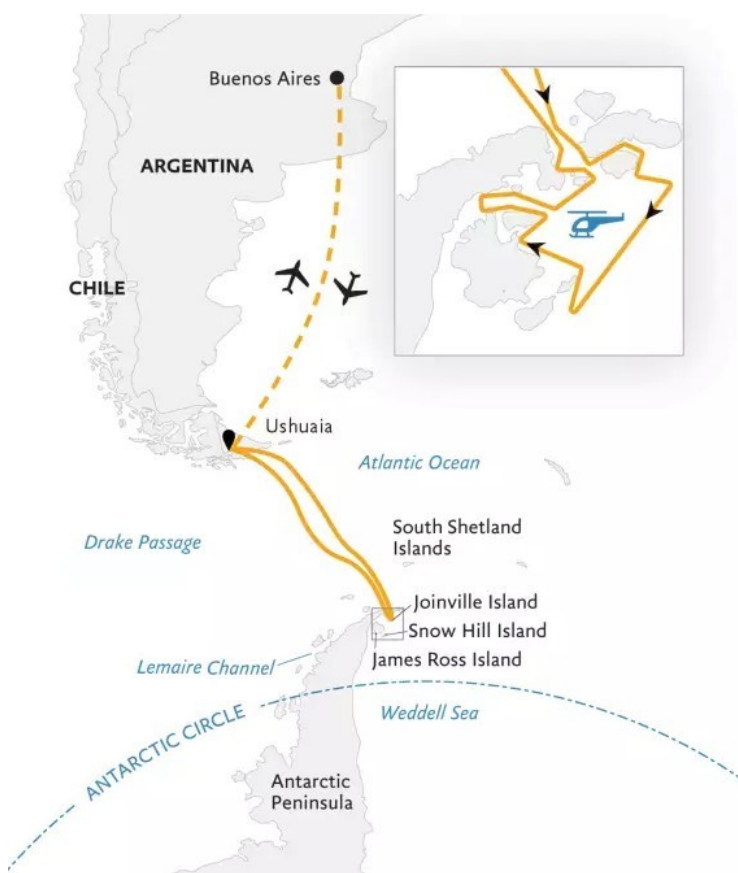 Buenos Aires
ARGENTINA
CHILE
Ushuaia
Atlantic Ocean
Drake Passage
South Shetland
Islands
Joinville Island
Snow Hill Island
James Ross Island
Lemaire Channel
Weddell Sea
ANTARCTIC CIRCLE
Antarctic
Peninsula